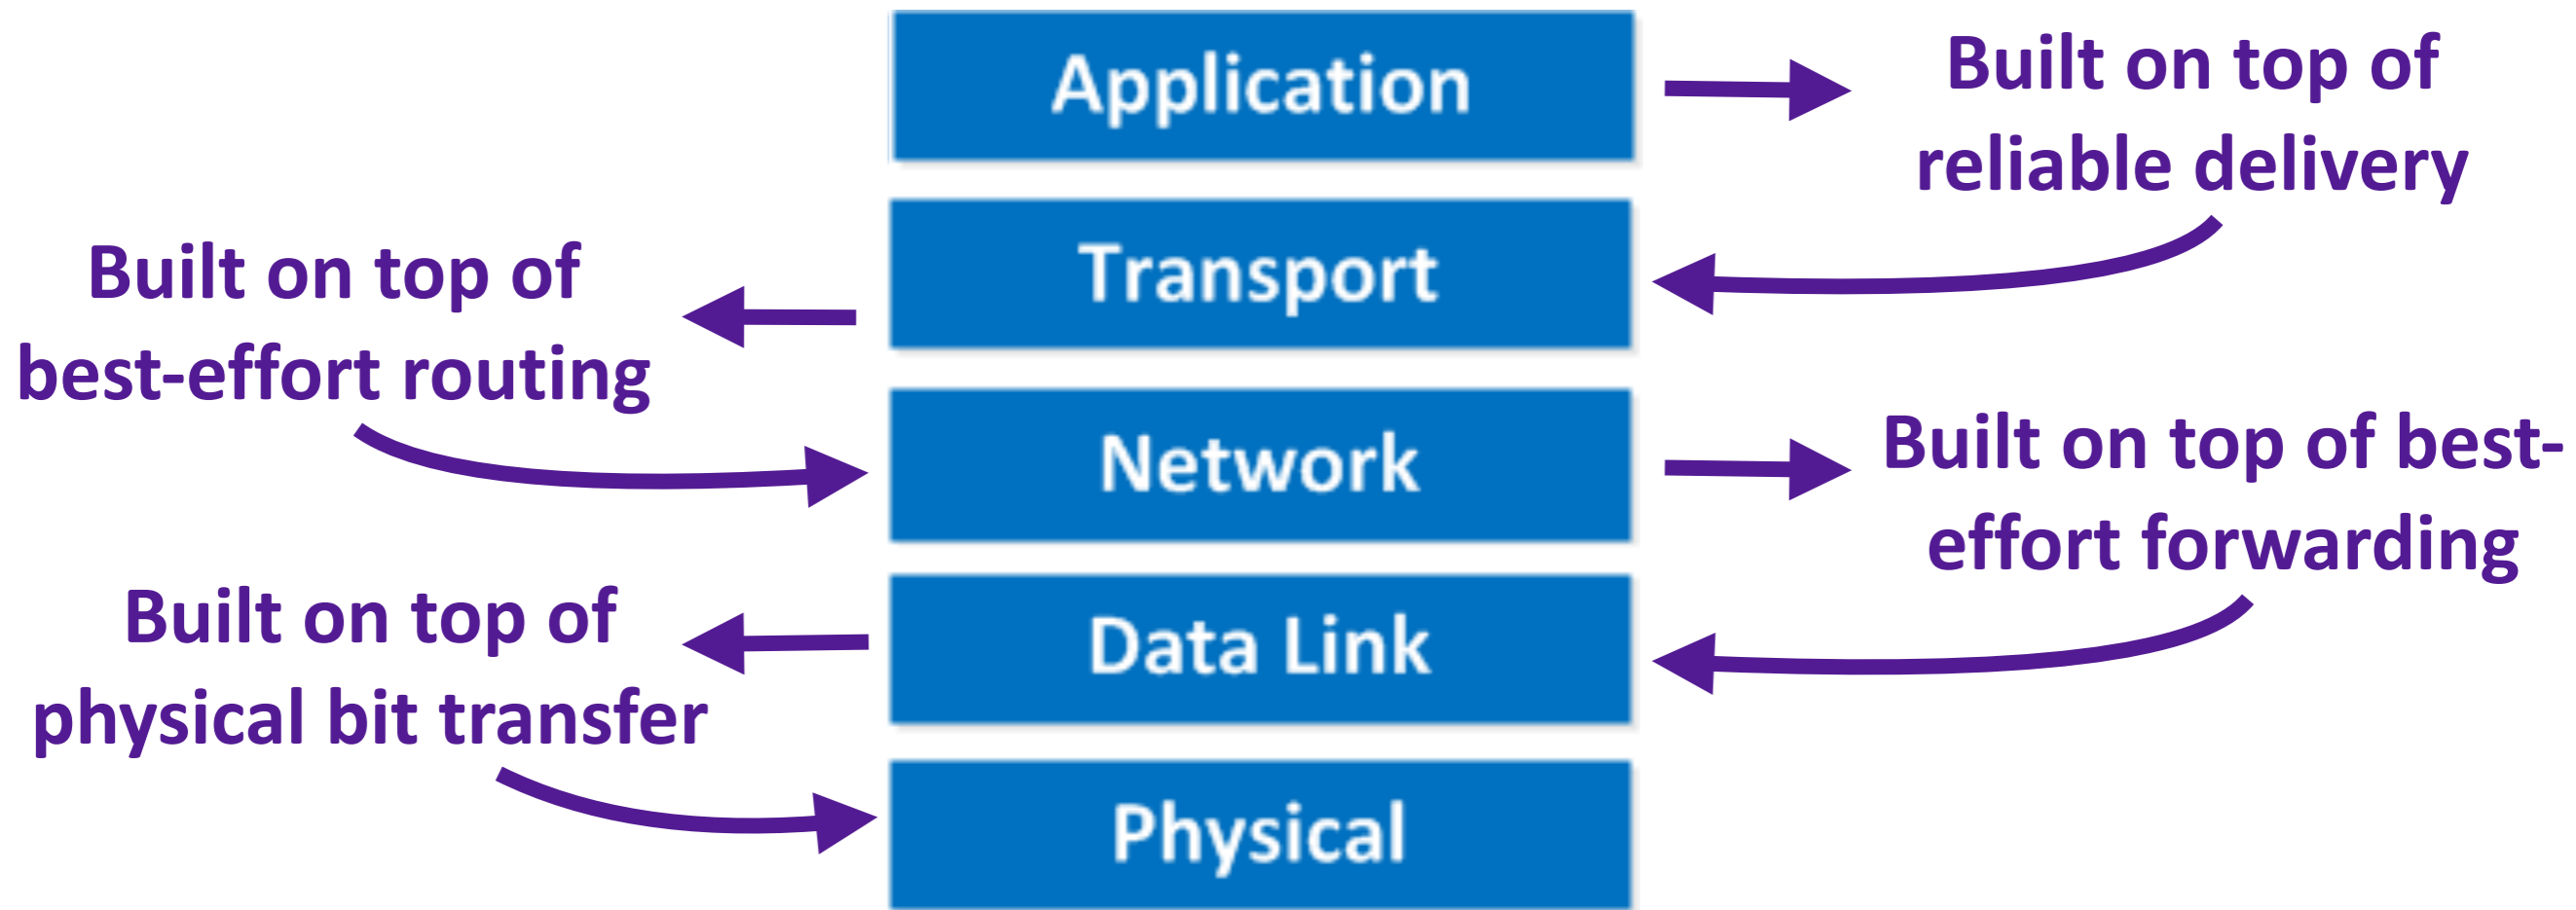 Application
Built on top of
reliable delivery
Transport
Built on top of
best-effort routing
Network
Built on top of best-
effort forwarding
Data Link
Built on top of
physical bit transfer
Physical